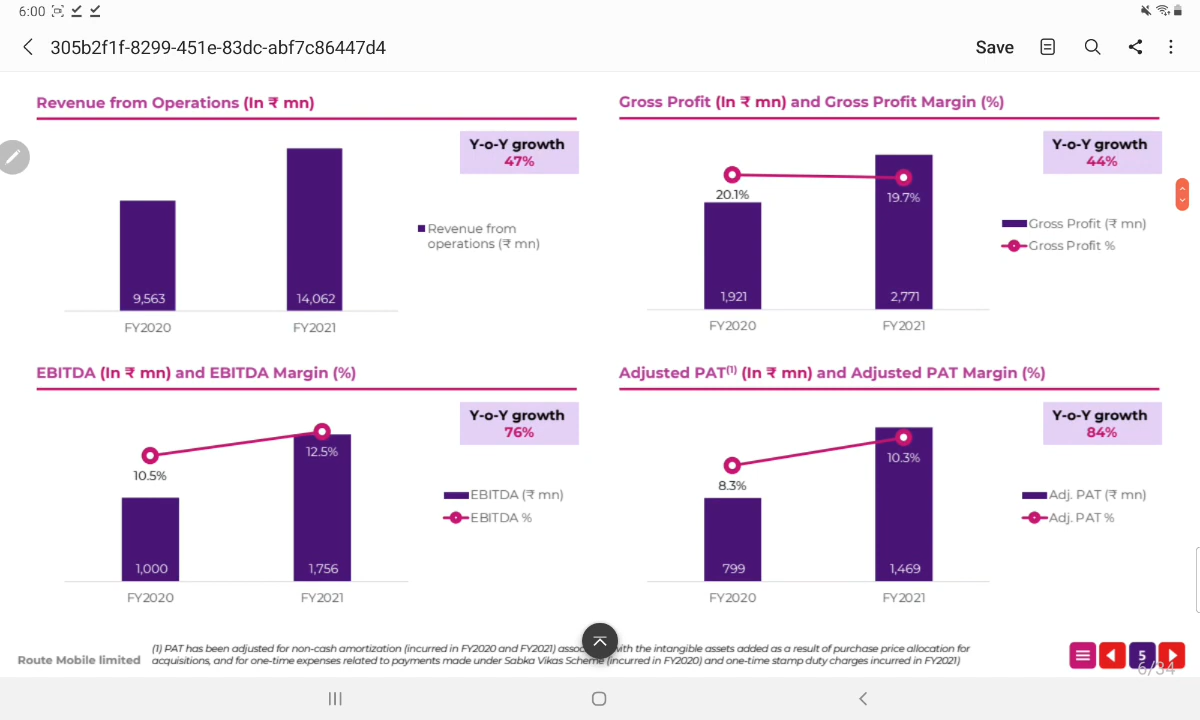 6:00
305b2f1f-8299-451e-83dc-abf7c86447d4
Save
Revenue from Operations (In ₹ mn)
Y-o-Y growth
47%
Revenue from
operations (₹ mn)
9,563
14,062
FY2020
FY2021
Gross Profit (In ₹ mn) and Gross Profit Margin (%)
Y-o-Y growth
44%
20.1%
19.7%
Gross Profit (₹ mn)
Gross Profit %
1,921
2,771
FY2020
FY2021
EBITDA (In ₹ mn) and EBITDA Margin (%)
Y-o-Y growth
76%
10.5%
12.5%
EBITDA (₹ mn)
EBITDA %
1,000
1,756
FY2020
FY2021
Adjusted PAT(1) (In ₹ mn) and Adjusted PAT Margin (%)
Y-o-Y growth
84%
8.3%
10.3%
Adj. PAT (₹ mn)
Adj. PAT %
799
1,469
FY2020
FY2021
Route Mobile limited
(1) PAT has been adjusted for non-cash amortization (incurred in FY2020 and FY2021) with the intangible assets added as a result of purchase price allocation for
acquisitions, and for one-time expenses related to payments made under Sabka Vikas Scheme (incurred in FY2020) and one-time stamp duty charges incurred in FY2021)
5
6/34